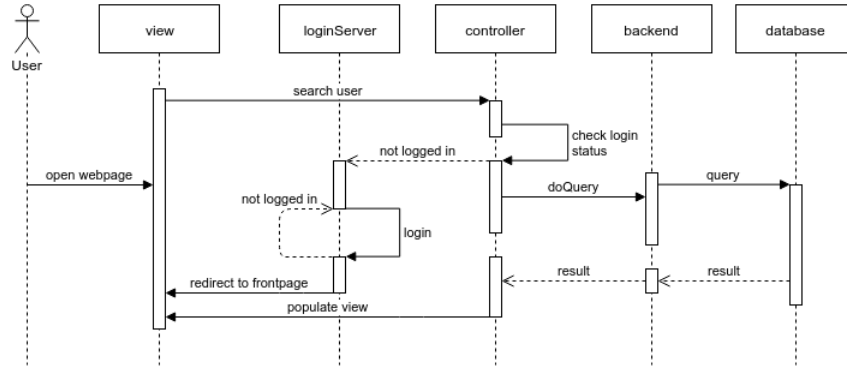 view
loginServer
controller
backend
database
User
search user
check login
status
not logged in
open webpage
query
doQuery
not logged in
login
result
result
redirect to frontpage
populate view